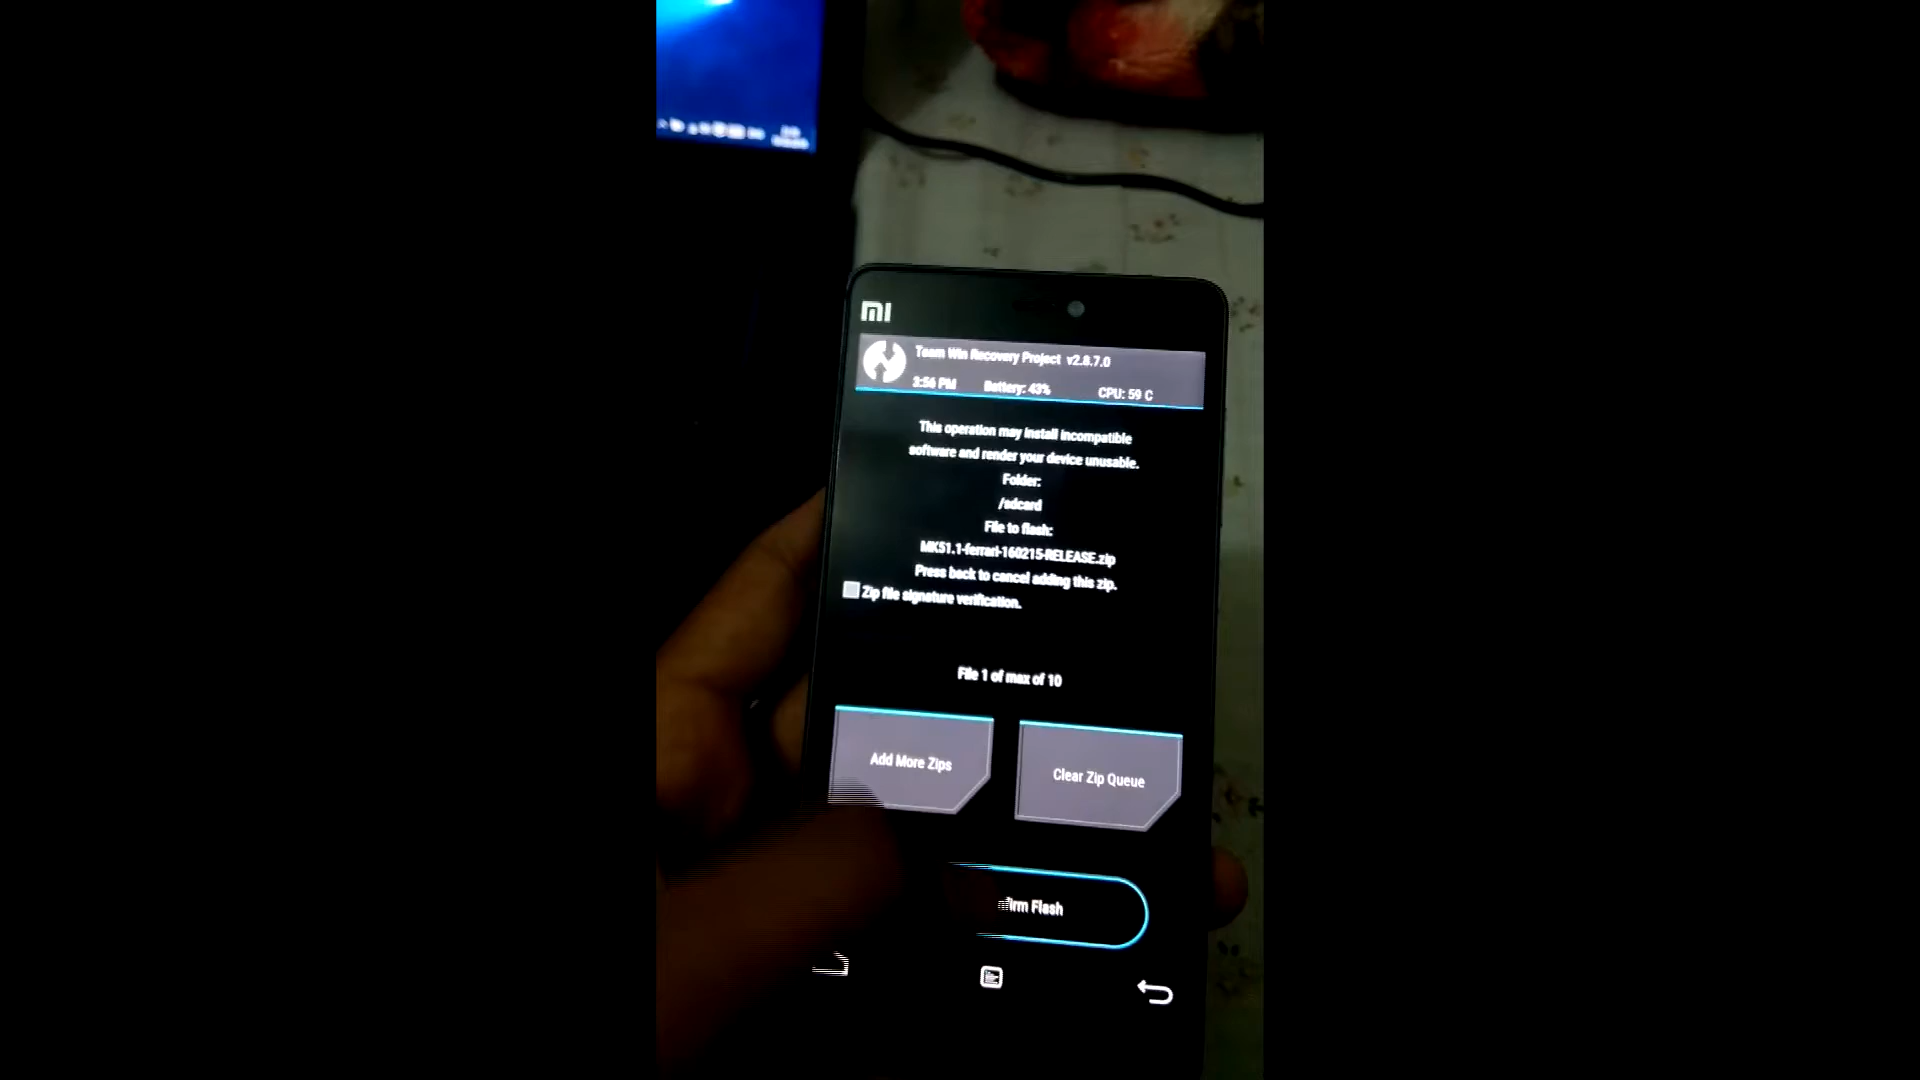 MI
Team Win Recovery Project v2.8.7.0
3:56 PM Battery: 43% CPU: 59 C
This operation may install incompatible
software and render your device unusable.
Folder:
/sdcard
File to flash:
MK51.1-ferrari-160215-RELEASE.zip
Press back to cancel adding this zip.
Zip file signature verification.
File 1 of max of 10
Add More Zips
Clear Zip Queue
firm Flash